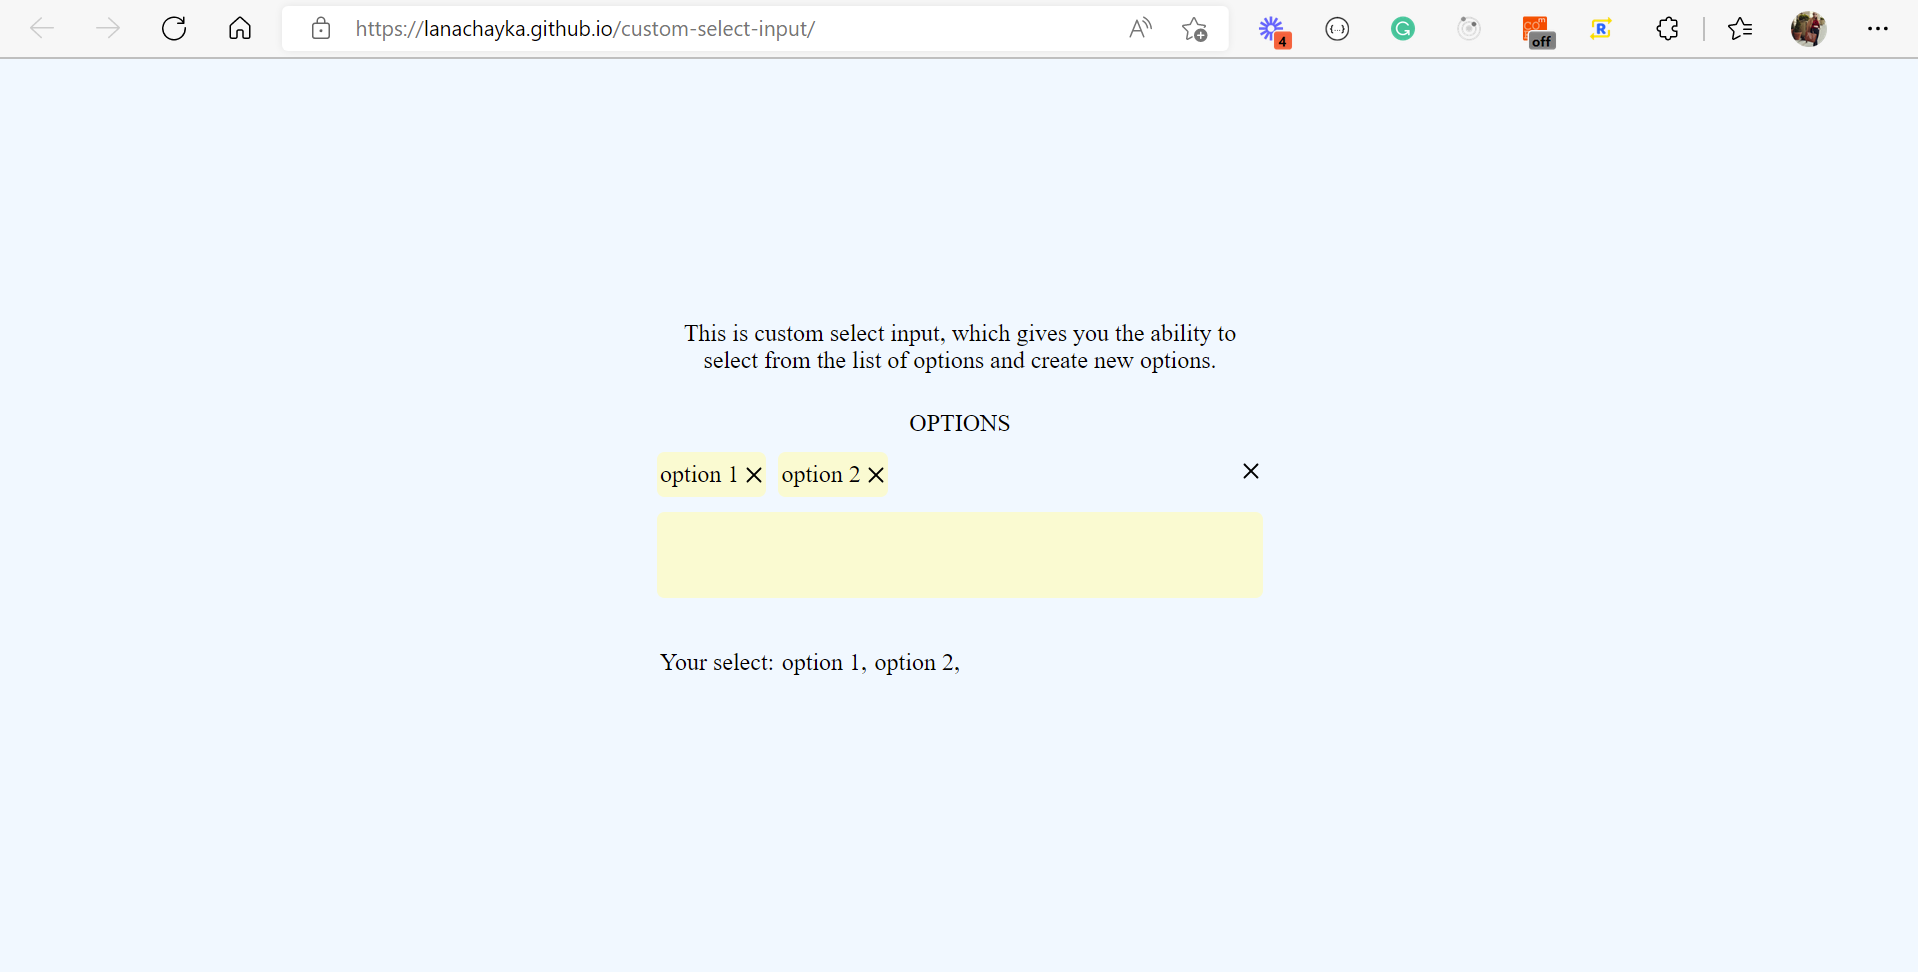 https://lanachayka.github.io/custom-select-input/
A
4
{...}
G
com
off
R
This is custom select input, which gives you the ability to
select from the list of options and create new options.
OPTIONS
option 1 option 2
Your select: option 1, option 2,